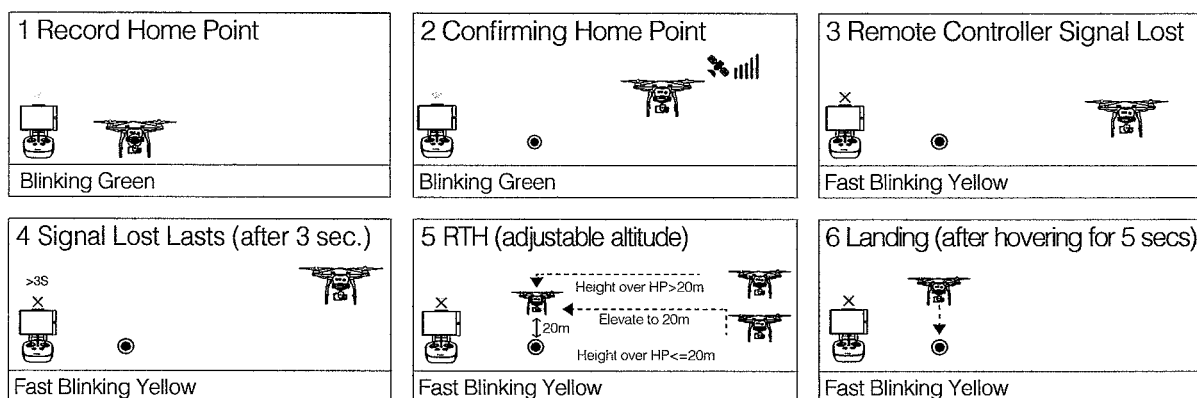 1 Record Home Point
Blinking Green
2 Confirming Home Point
Blinking Green
3 Remote Controller Signal Lost
Fast Blinking Yellow
4 Signal Lost Lasts (after 3 sec.)
>3S
Fast Blinking Yellow
5 RTH (adjustable altitude)
Height over HP>20m
Elevate to 20m
20m
Height over HP<=20m
Fast Blinking Yellow
6 Landing (after hovering for 5 secs)
Fast Blinking Yellow